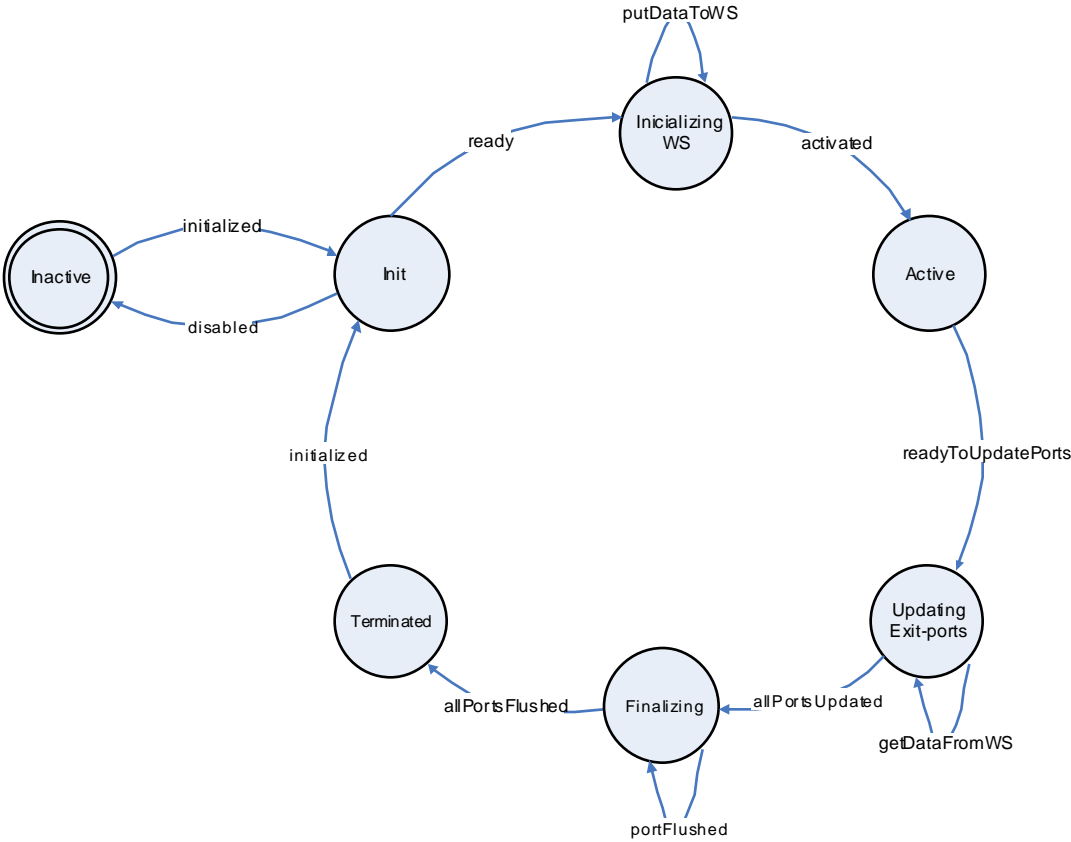 putDataToWS
Inicializing
WS
ready
activated
initialized
Inactive
Init
Active
disabled
initialized
readyToUpdatePorts
Updating
Exit-ports
Terminated
allPortsFlushed
Finalizing
allPortsUpdated
getDataFromWS
portFlushed